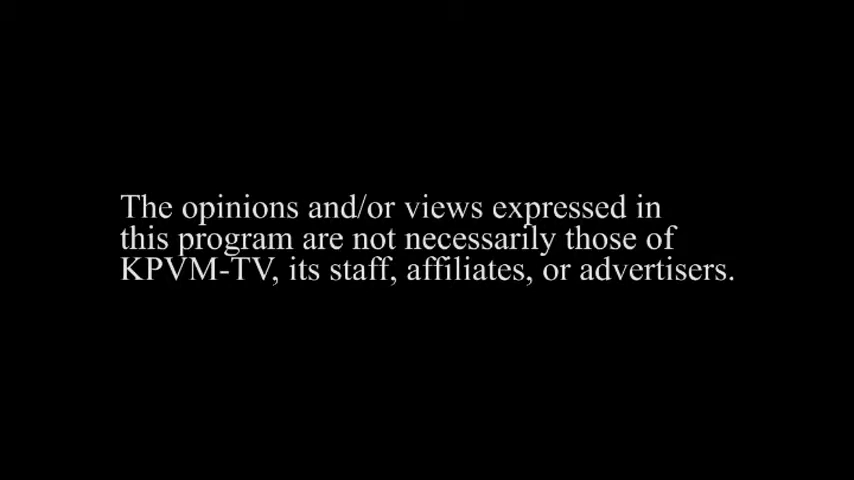 The opinions and/or views expressed in
this program are not necessarily those of
KPVM-TV, its staff, affiliates, or advertisers.